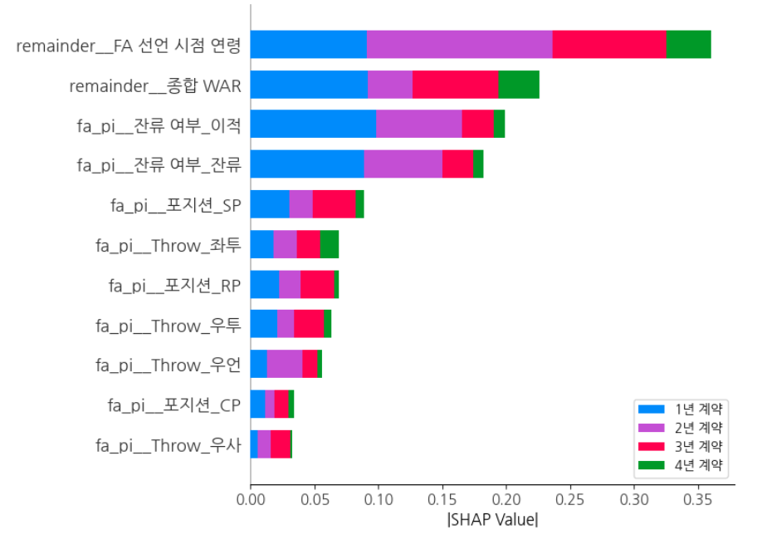 remainder__FA 선언 시점 연령
remainder__종합 WAR
fa_pi__잔류 여부_이적
fa_pi__잔류 여부_잔류
fa_pi__포지션_SP
fa_pi__Throw_좌투
fa_pi__포지션_RP
fa_pi__Throw_우투
fa_pi__Throw_우언
fa_pi__포지션_CP
fa_pi__Throw_우사
1년 계약
2년 계약
3년 계약
4년 계약
0.00 0.05 0.10 0.15 0.20 0.25 0.30 0.35
|SHAP Value|